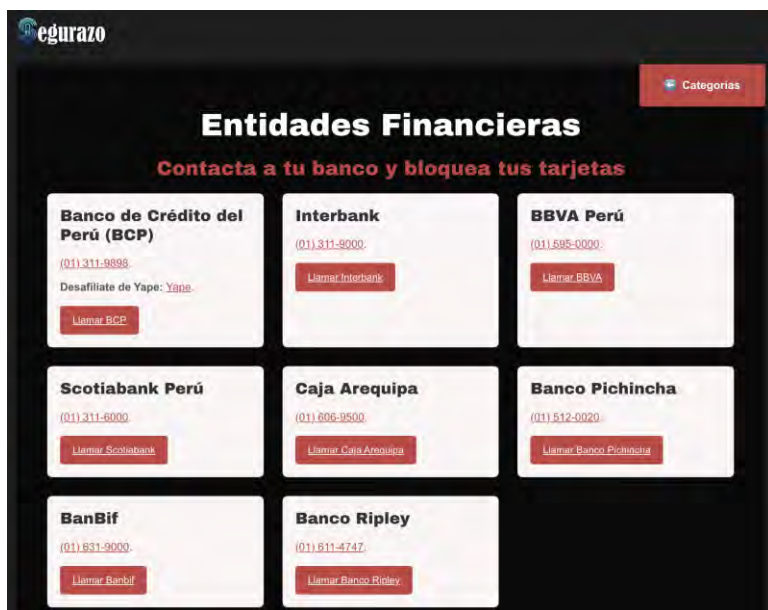 Segurazo
Categorías
Entidades Financieras
Contacta a tu banco y bloquea tus tarjetas
Banco de Crédito del
Perú (BCP)
(01) 311-9898.
Desafíliate de Yape: Yape.
Llamar BCP
Interbank
(01) 311-9000.
Llamar Interbank
BBVA Perú
(01) 595-0000.
Llamar BBVA
Scotiabank Perú
(01) 311-6000.
Llamar Scotiabank
Caja Arequipa
(01) 606-9500.
Llamar Caja Arequipa
Banco Pichincha
(01) 512-0020.
Llamar Banco Pichincha
BanBif
(01) 631-9000.
Llamar Banbif
Banco Ripley
(01) 611-4747.
Llamar Banco Ripley